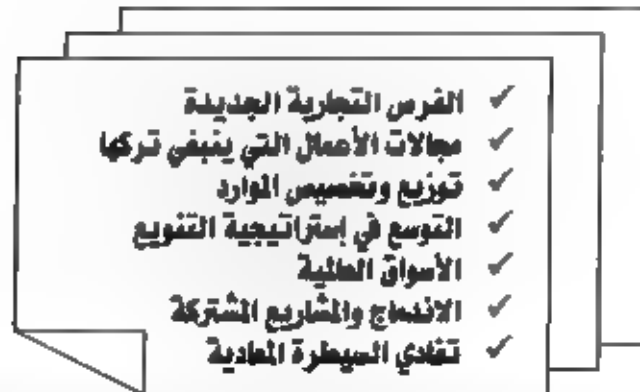 ✓ الفرص التجارية الجديدة
✓ مجالات الأعمال التي ينبغي تركها
✓ توزيع وتخصيص الموارد
✓ التوسع في إستراتيجية التنويع
✓ الأسواق العالمية
✓ الاندماج والمشاريع المشتركة
✓ تفادي السيطرة المعادية